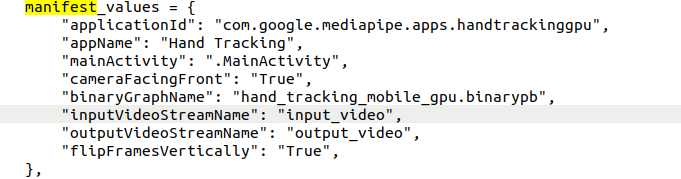 manifest_values = {
"applicationId": "com.google.mediapipe.apps.handtrackinggpu",
"appName": "Hand Tracking",
"mainActivity": ".MainActivity",
"cameraFacingFront": "True",
"binaryGraphName": "hand_tracking_mobile_gpu.binarypb",
"inputVideoStreamName": "input_video",
"outputVideoStreamName": "output_video",
"flipFramesVertically": "True",
},